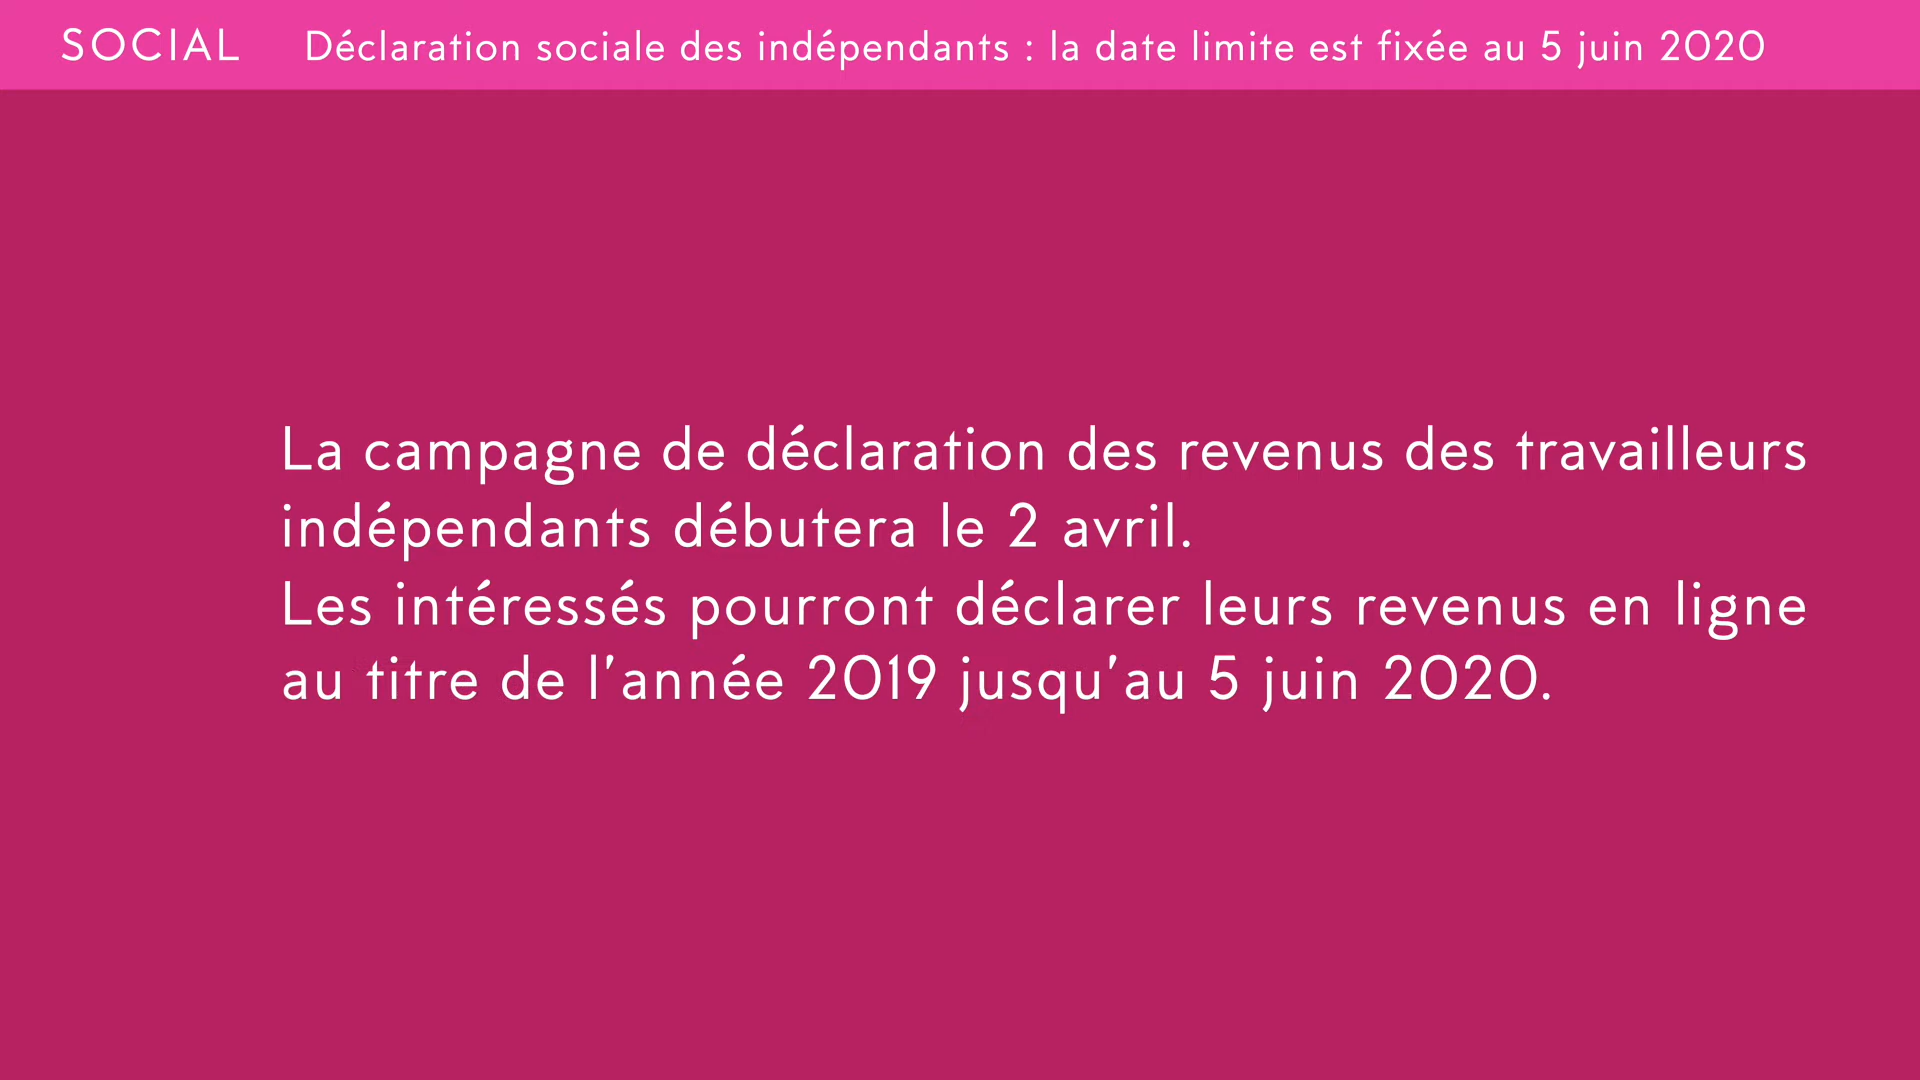 SOCIAL Déclaration sociale des indépendants : la date limite est fixée au 5 juin 2020
La campagne de déclaration des revenus des travailleurs
indépendants débutera le 2 avril.
Les intéressés pourront déclarer leurs revenus en ligne
au titre de l’année 2019 jusqu’au 5 juin 2020.